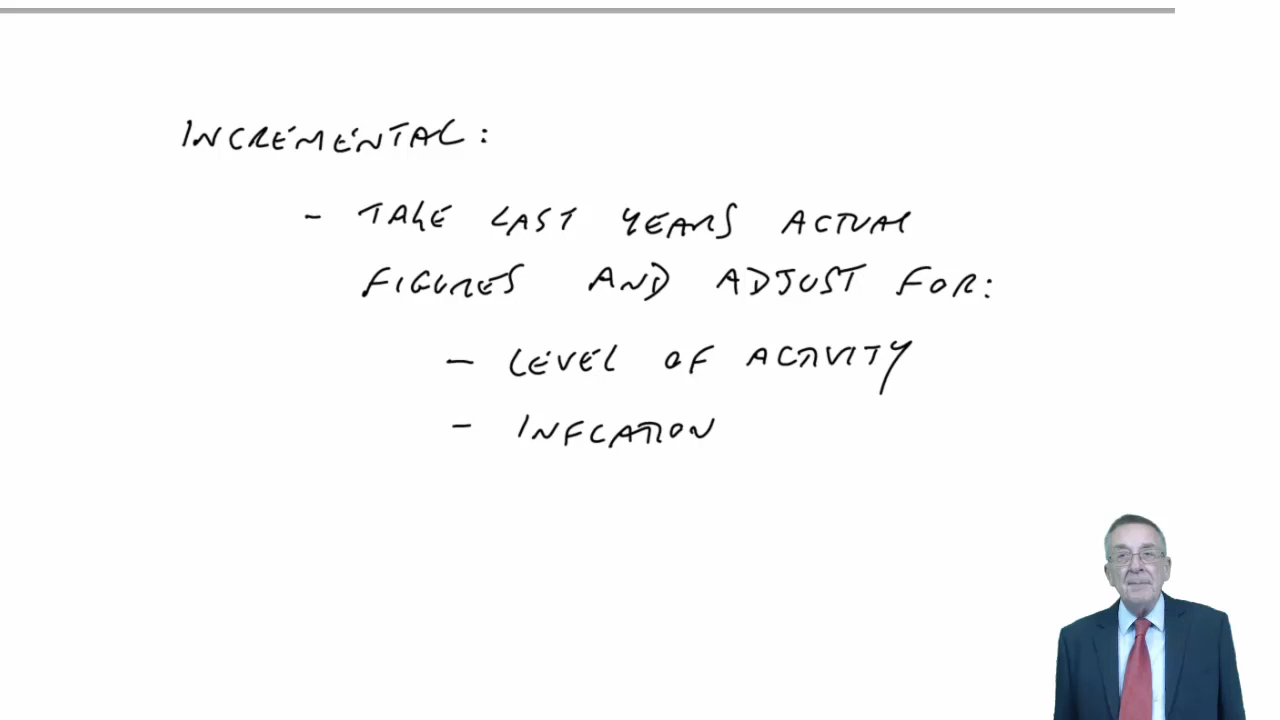 INCREMENTAL:
- TAKE LAST YEARS ACTUAL
FIGURES AND ADJUST FOR:
- LEVEL OF ACTIVITY
- INFLATION